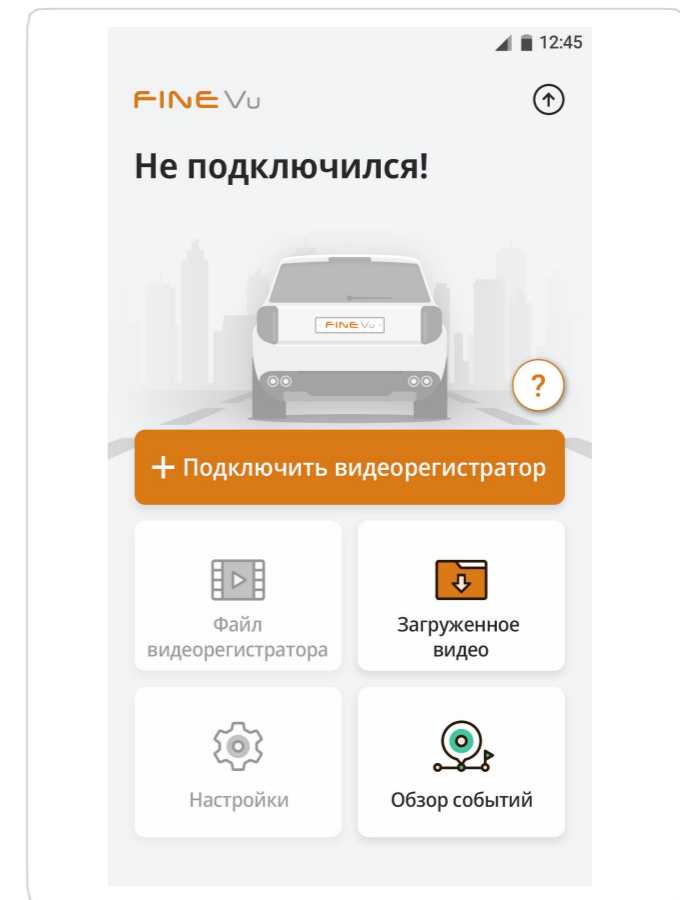 12:45
FINE Vu
Не подключился!
FINE Vu
?
+ Подключить видеорегистратор
Файл
видеорегистратора
Загруженное
видео
Настройки
Обзор событий